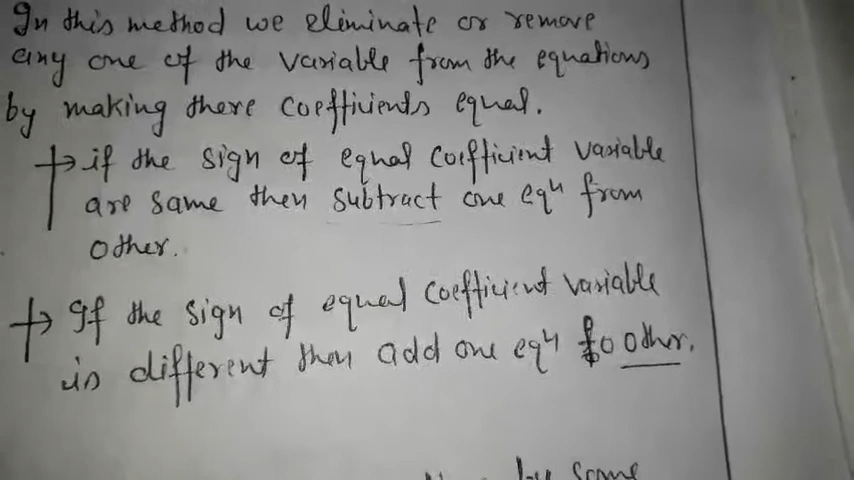 In this method we eliminate or remove
any one of the variable from the equations
by making there coefficients equal.
→ if the sign of equal coefficient variable
are same then subtract one eqn from
other.
→ If the sign of equal coefficient variable
is different then add one eqn to other.
by some